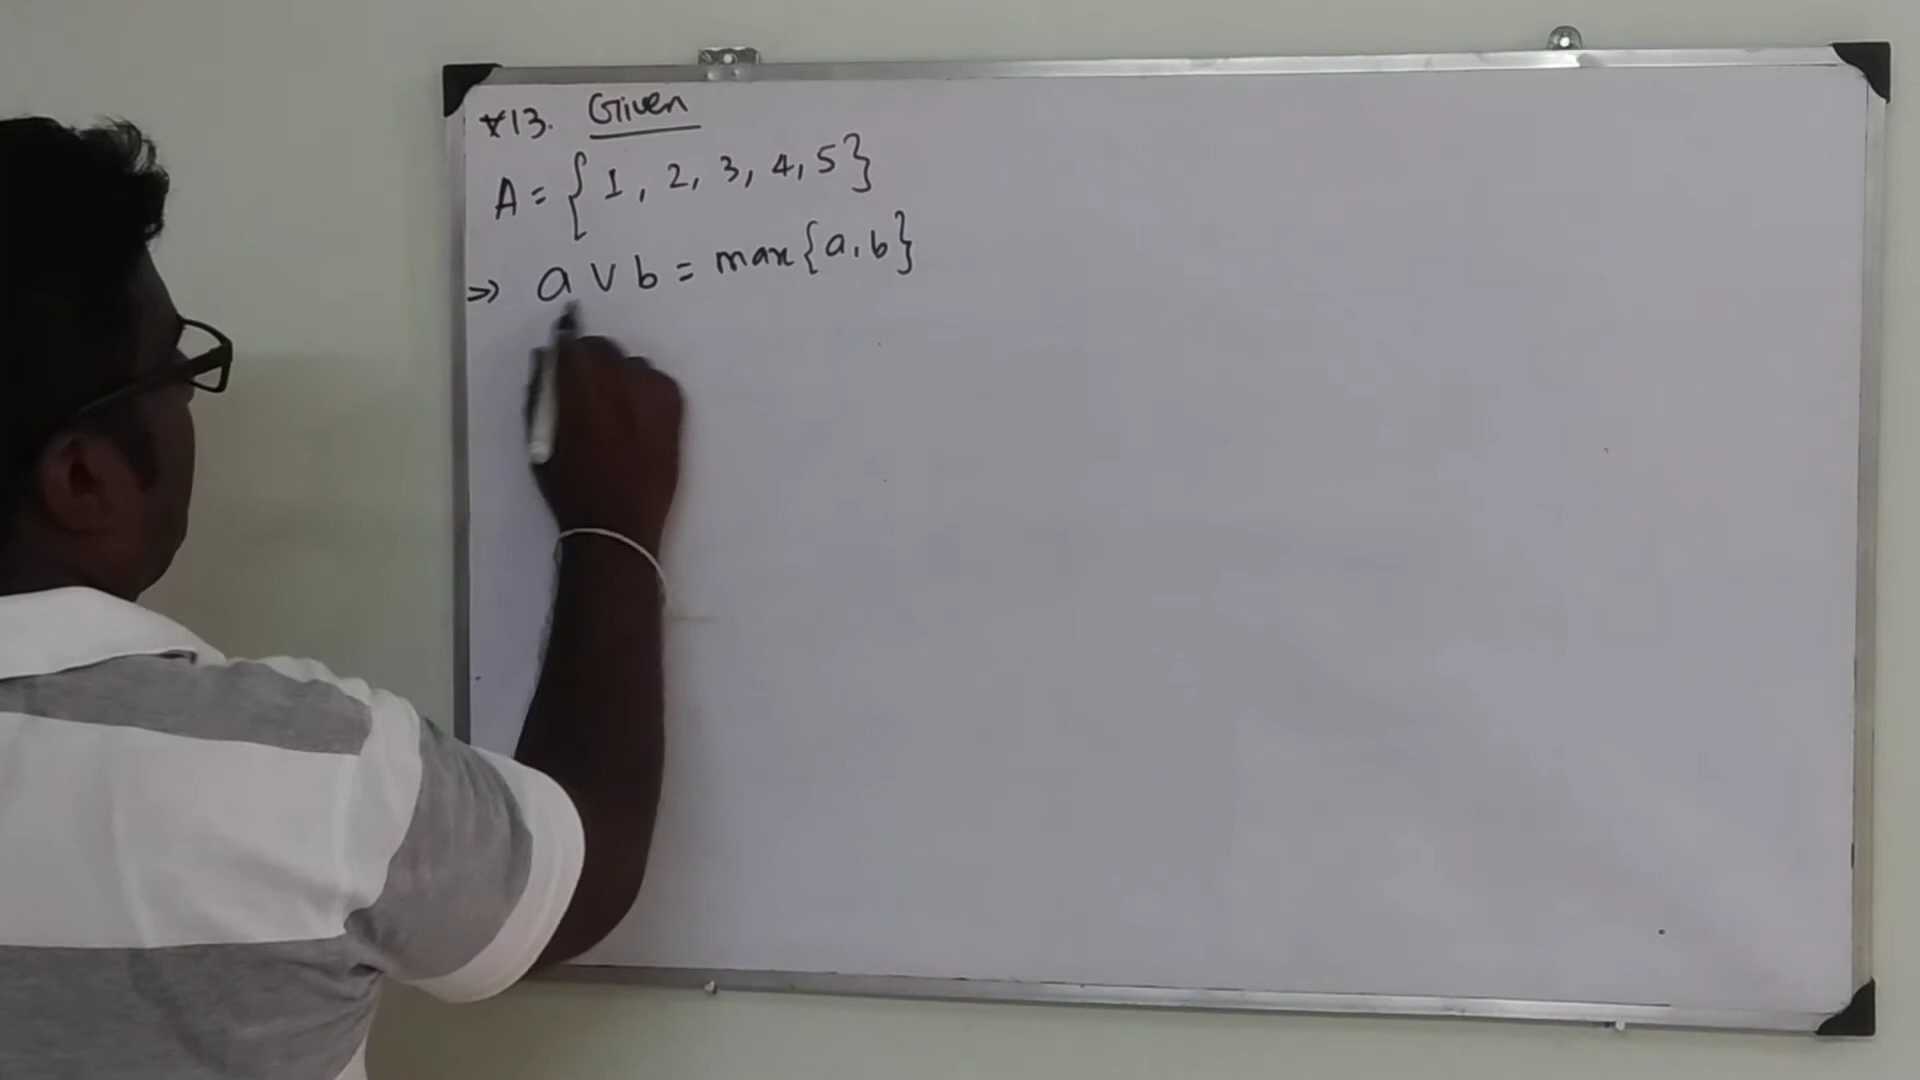 *13. Given
A = { 1, 2, 3, 4, 5 }
⇒ a ∨ b = max{a, b}